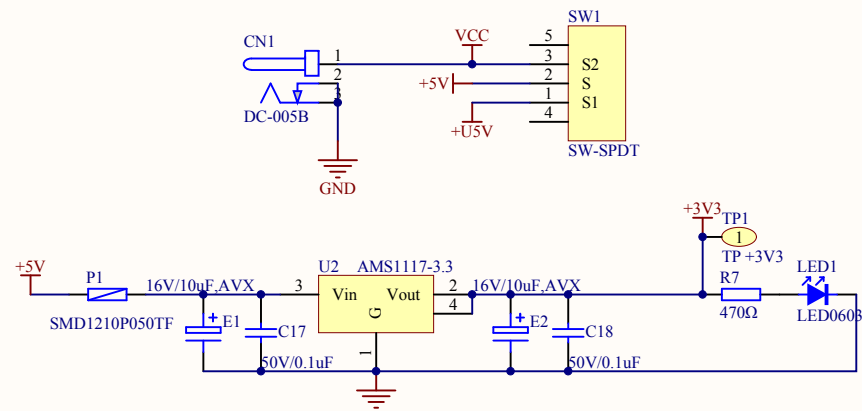 SW1
CN1
VCC
5
1
3
S2
2
+5V
2
S
3
1
S1
DC-005B
+U5V
4
SW-SPDT
GND
+3V3
TP1
1
+5V
TP +3V3
P1
U2
AMS1117-3.3
LED1
16V/10uF,AVX
16V/10uF,AVX
R7
3
Vin
Vout
2
4
G
SMD1210P050TF
+
E1
C17
+
E2
C18
470Ω
LED0603
1
50V/0.1uF
50V/0.1uF